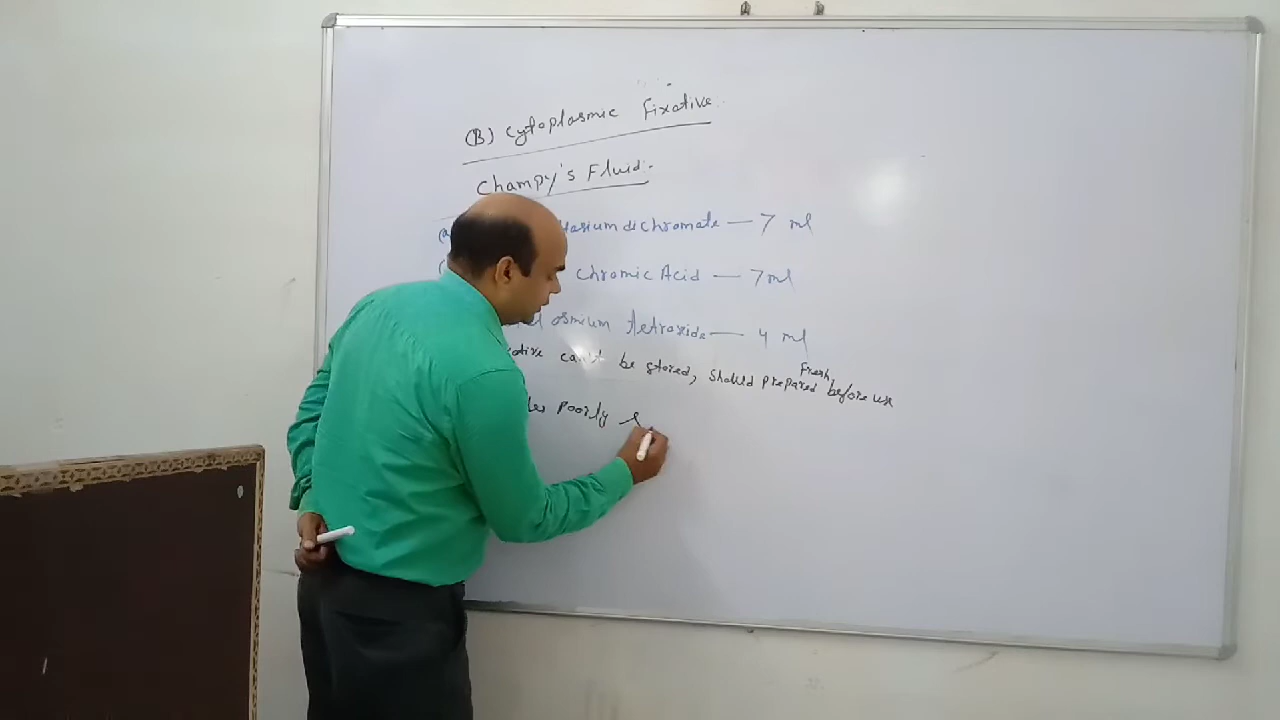 (B) Cytoplasmic Fixative
Champy's Fluid:
dichromate — 7 ml
chromic Acid — 7 ml
osmium tetroxide — 4 ml
can't be stored, should prepared Fresh before use
poorly &